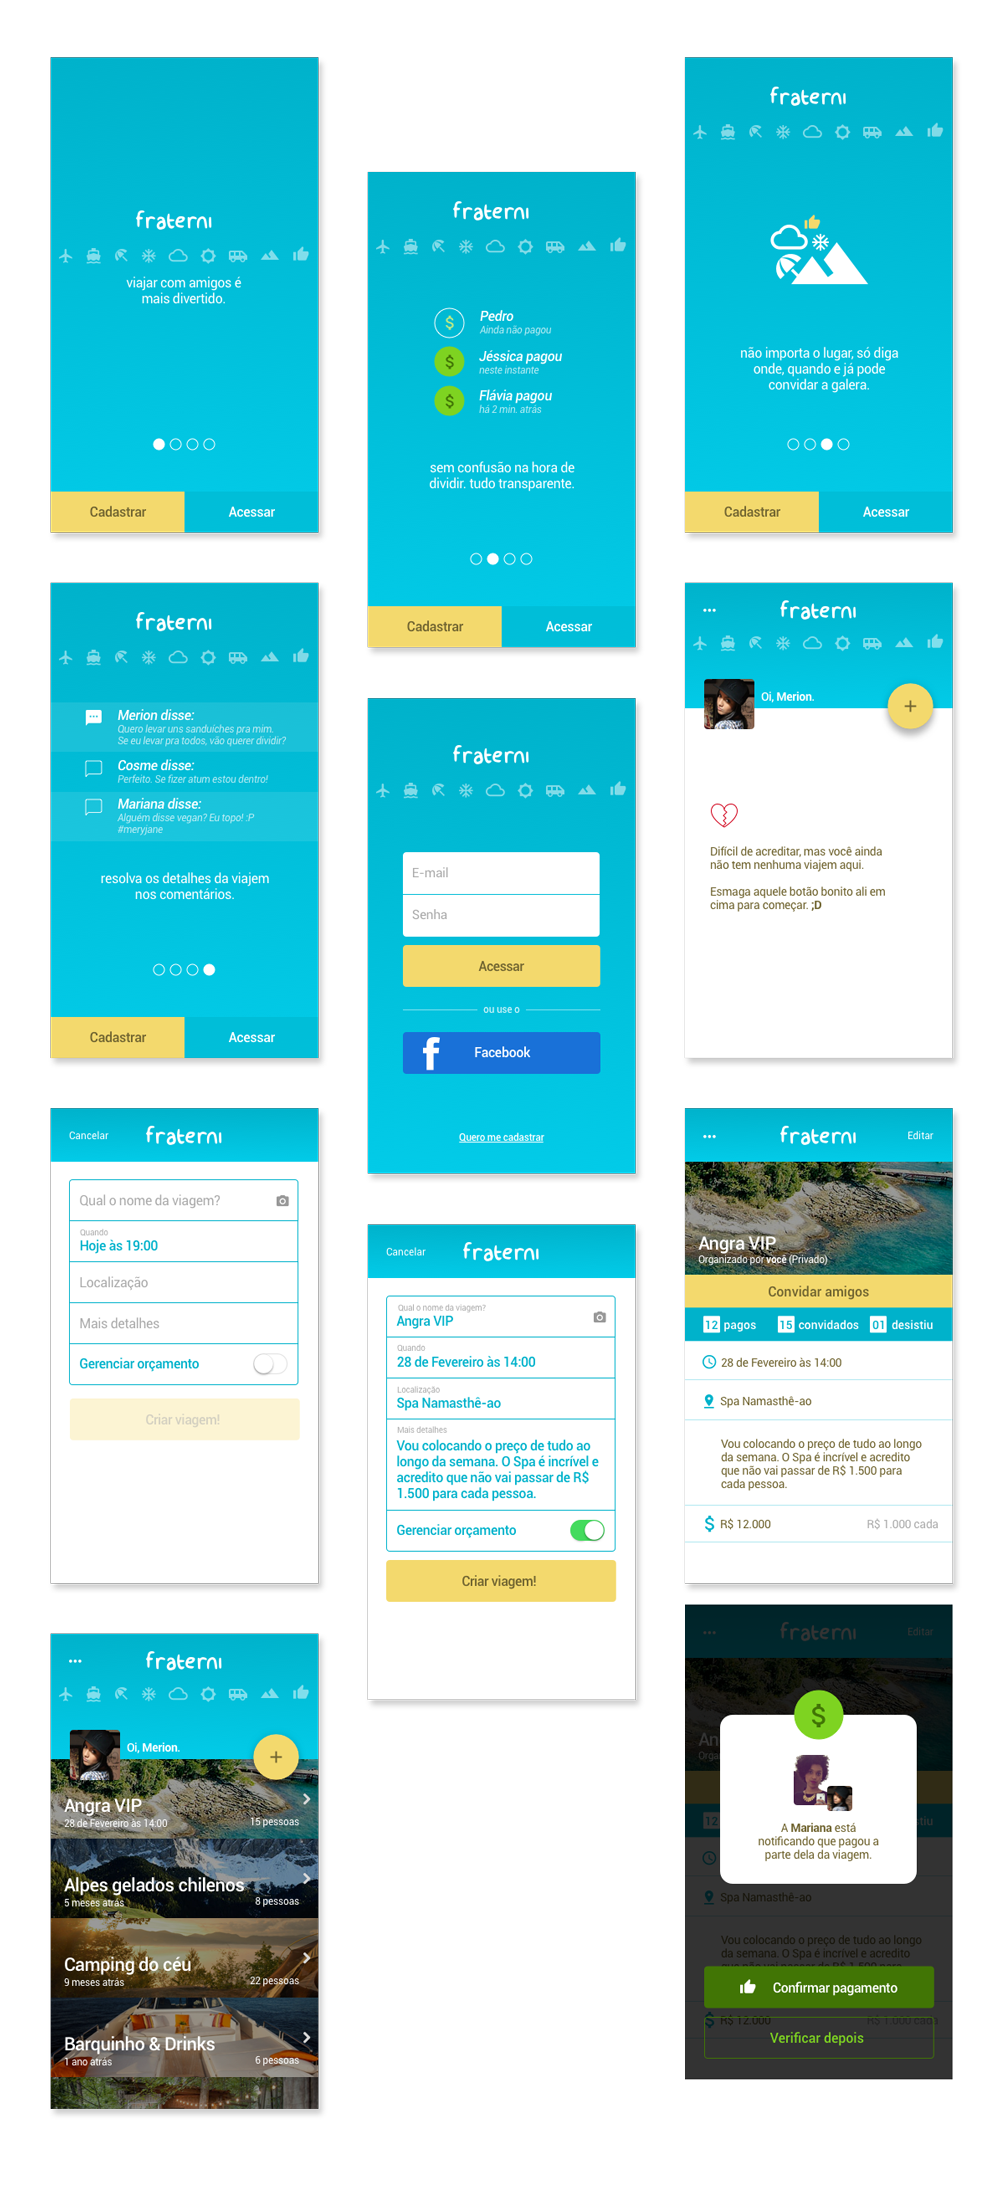 fraterni
viajar com amigos é
mais divertido.
Cadastrar
Acessar
fraterni
Pedro
Ainda não pagou
Jéssica pagou
neste instante
Flávia pagou
há 2 min. atrás
sem confusão na hora de
dividir. tudo transparente.
Cadastrar
Acessar
fraterni
não importa o lugar, só diga
onde, quando e já pode
convidar a galera.
Cadastrar
Acessar
fraterni
Merion disse:
Quero levar uns sanduíches pra mim.
Se eu levar pra todos, vão querer dividir?
Cosme disse:
Perfeito. Se fizer atum estou dentro!
Mariana disse:
Alguém disse vegan? Eu topo! :P
#meryjane
resolva os detalhes da viajem
nos comentários.
Cadastrar
Acessar
fraterni
E-mail
Senha
Acessar
ou use o
Facebook
Quero me cadastrar
fraterni
Oi, Merion.
+
Difícil de acreditar, mas você ainda
não tem nenhuma viajem aqui.
Esmaga aquele botão bonito ali em
cima para começar. ;D
Cancelar
fraterni
Qual o nome da viagem?
Quando
Hoje às 19:00
Localização
Mais detalhes
Gerenciar orçamento
Criar viagem!
Cancelar
fraterni
Qual o nome da viagem?
Angra VIP
Quando
28 de Fevereiro às 14:00
Localização
Spa Namasthê-ao
Mais detalhes
Vou colocando o preço de tudo ao
longo da semana. O Spa é incrível e
acredito que não vai passar de R$
1.500 para cada pessoa.
Gerenciar orçamento
Criar viagem!
fraterni
Editar
Angra VIP
Organizado por você (Privado)
Convidar amigos
12 pagos
15 convidados
01 desistiu
28 de Fevereiro às 14:00
Spa Namasthê-ao
Vou colocando o preço de tudo ao longo
da semana. O Spa é incrível e acredito
que não vai passar de R$ 1.500 para
cada pessoa.
R$ 12.000
R$ 1.000 cada
fraterni
Oi, Merion.
+
Angra VIP
28 de Fevereiro às 14:00
15 pessoas
Alpes gelados chilenos
5 meses atrás
8 pessoas
Camping do céu
9 meses atrás
22 pessoas
Barquinho & Drinks
1 ano atrás
6 pessoas
fraterni
Editar
An
Orga
12
stiu
A Mariana está
notificando que pagou a
parte dela da viagem.
Spa Namasthê-ao
Vou colocando o preço de tudo ao longo
da semana. O Spa é incrível e acredito
que não vai passar de R$ 1.500 para
Confirmar pagamento
R$ 12.000
R$ 1.000 cada
Verificar depois